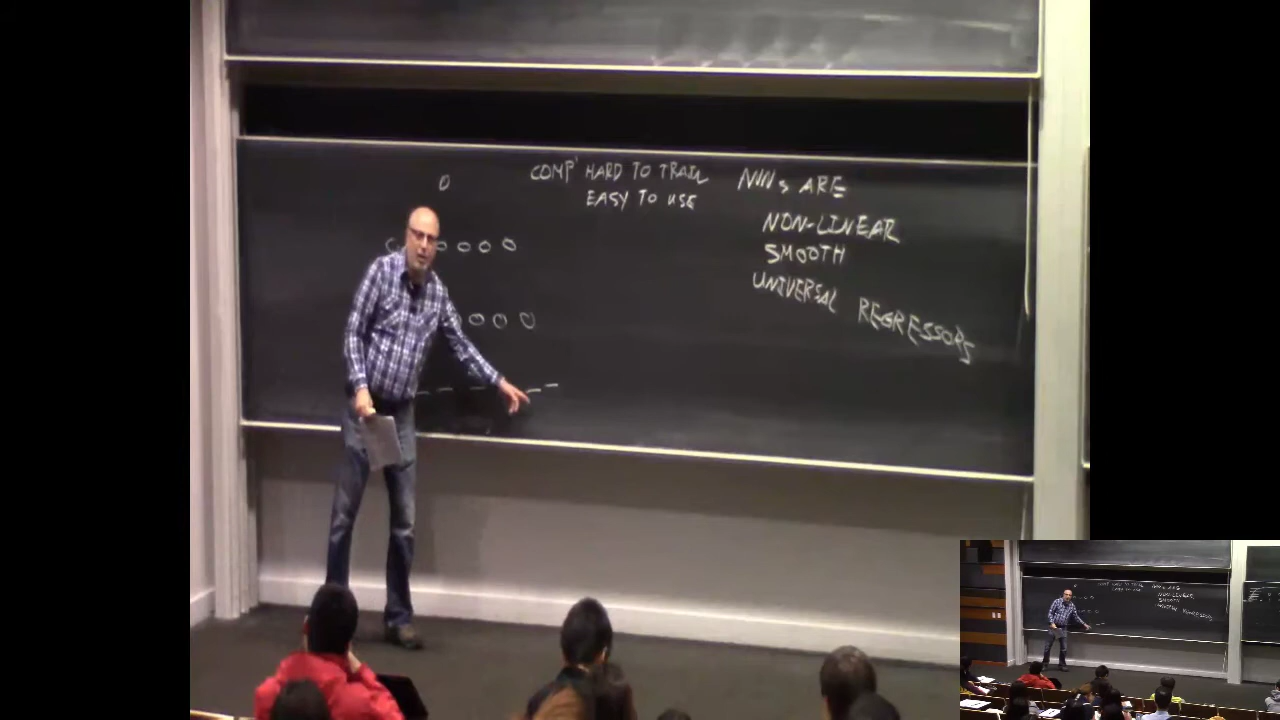 COMP' HARD TO TRAIN
EASY TO USE
NNs ARE
NON-LINEAR
SMOOTH
UNIVERSAL REGRESSORS